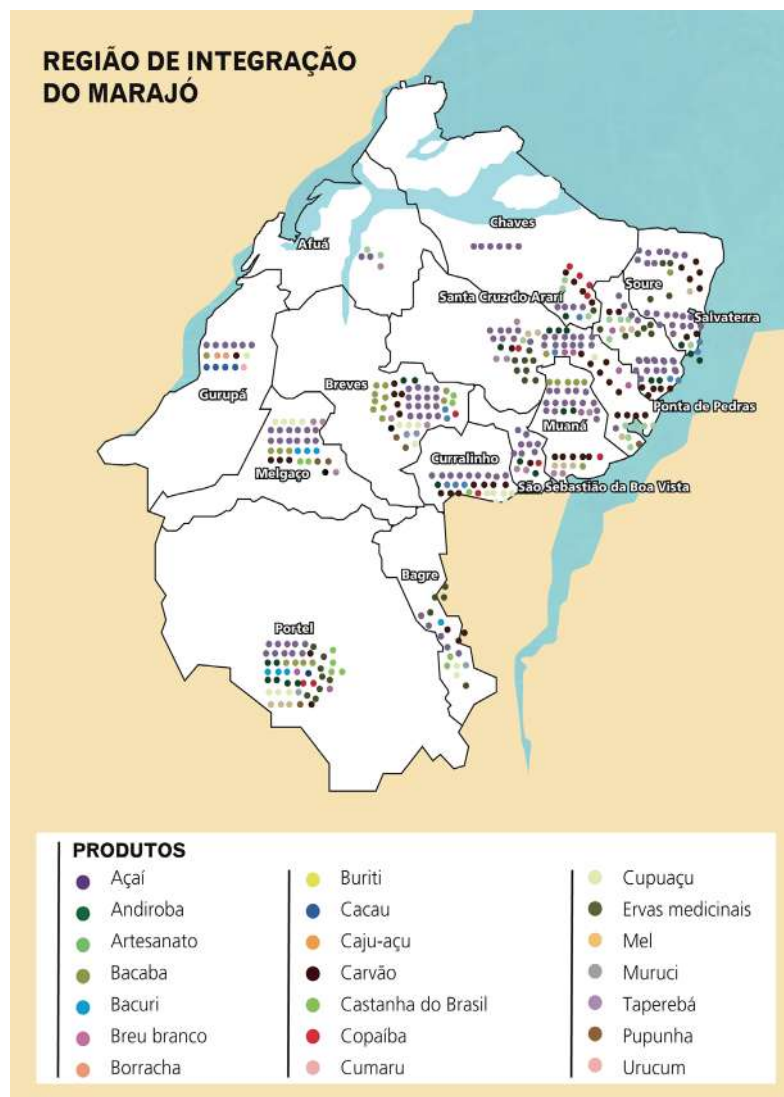 REGIÃO DE INTEGRAÇÃO
DO MARAJÓ
Chaves
Afuá
Soure
Santa Cruz do Ararí
Salvaterra
Breves
Gurupá
Ponta de Pedras
Muaná
Curralinho
Melgaço
São Sebastião da Boa Vista
Bagre
Portel
PRODUTOS
Açaí
Andiroba
Artesanato
Bacaba
Bacuri
Breu branco
Borracha
Buriti
Cacau
Caju-açu
Carvão
Castanha do Brasil
Copaíba
Cumaru
Cupuaçu
Ervas medicinais
Mel
Muruci
Taperebá
Pupunha
Urucum